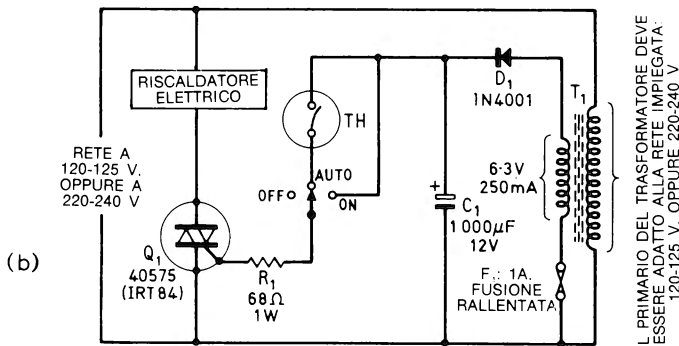 RISCALDATORE
ELETTRICO
RETE A
120-125 V.
OPPURE A
220-240 V
(b)
Q1
40575
(IRT84)
R1
68Ω
1W
TH
AUTO
OFF
ON
+
C1
1000µF
12V
D1
1N4001
T1
6·3V
250mA
F.: 1A.
FUSIONE
RALLENTATA
L PRIMARIO DEL TRASFORMATORE DEVE
ESSERE ADATTO ALLA RETE IMPIEGATA:
120-125 V. OPPURE 220-240 V